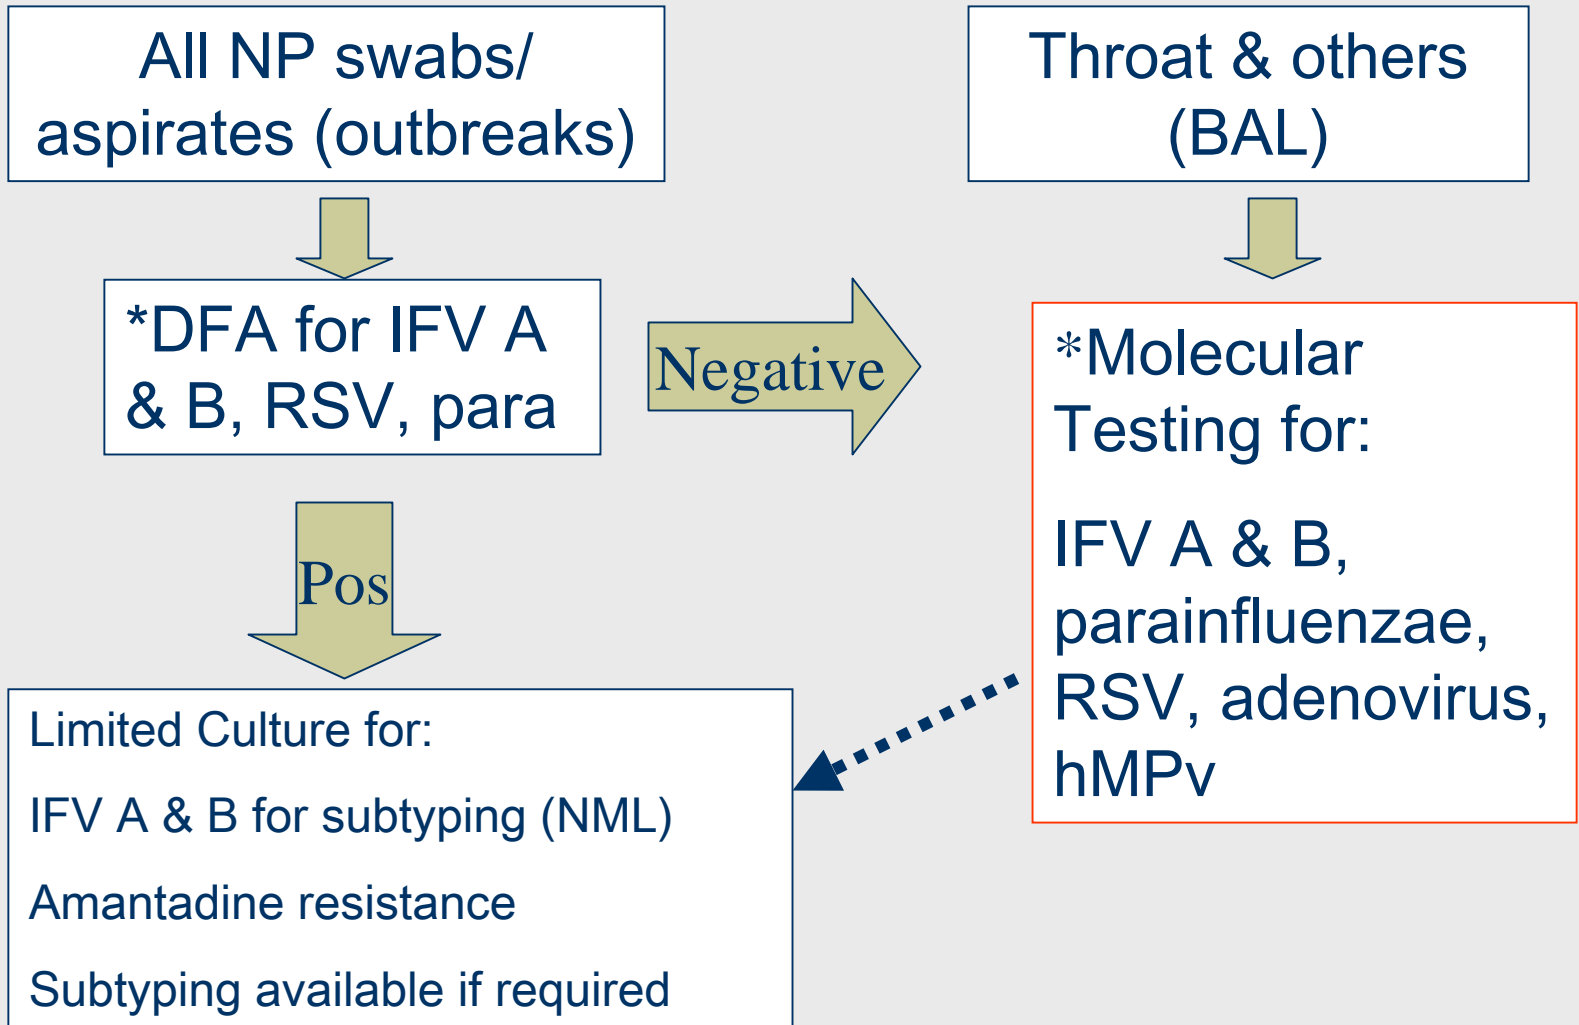 All NP swabs/
aspirates (outbreaks)
Throat & others
(BAL)
*DFA for IFV A
& B, RSV, para
Negative
*Molecular
Testing for:
IFV A & B,
parainfluenzae,
RSV, adenovirus,
hMPv
Pos
Limited Culture for:
IFV A & B for subtyping (NML)
Amantadine resistance
Subtyping available if required